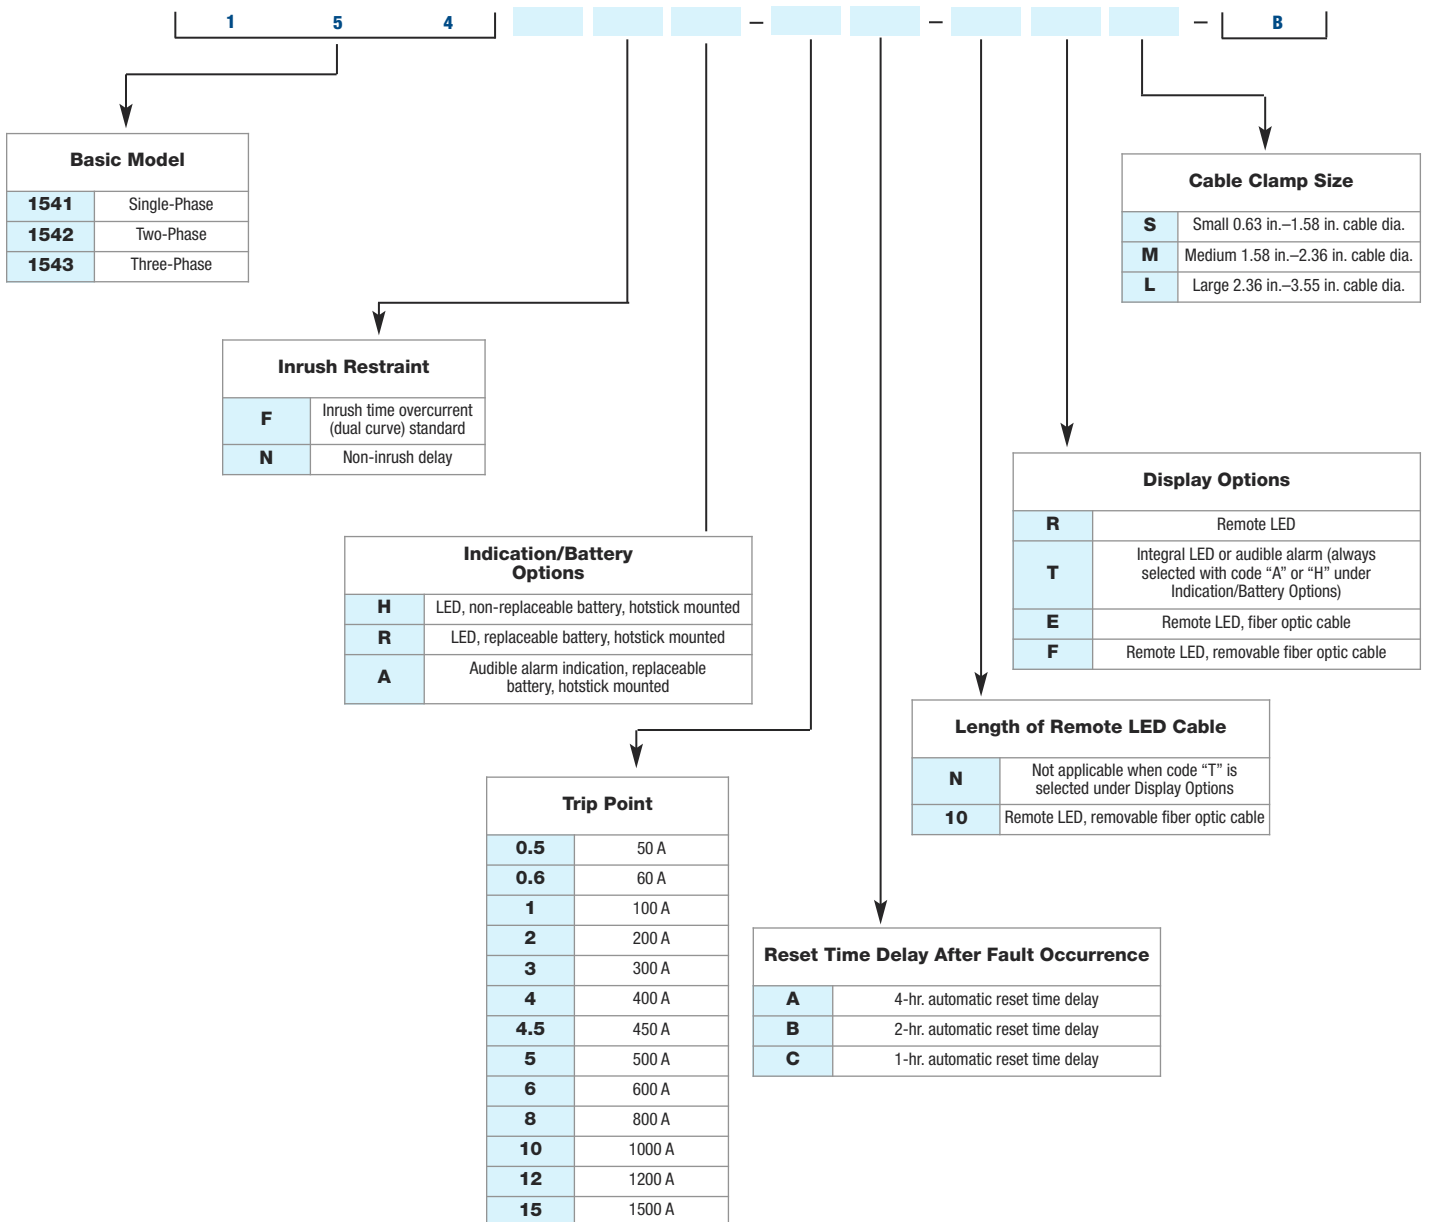 1 5 4 – – – B
Basic Model
1541 Single-Phase
1542 Two-Phase
1543 Three-Phase
Cable Clamp Size
S Small 0.63 in.–1.58 in. cable dia.
M Medium 1.58 in.–2.36 in. cable dia.
L Large 2.36 in.–3.55 in. cable dia.
Inrush Restraint
F Inrush time overcurrent
(dual curve) standard
N Non-inrush delay
Display Options
R Remote LED
T Integral LED or audible alarm (always
selected with code “A” or “H” under
Indication/Battery Options)
E Remote LED, fiber optic cable
F Remote LED, removable fiber optic cable
Indication/Battery
Options
H LED, non-replaceable battery, hotstick mounted
R LED, replaceable battery, hotstick mounted
A Audible alarm indication, replaceable
battery, hotstick mounted
Length of Remote LED Cable
N Not applicable when code “T” is
selected under Display Options
10 Remote LED, removable fiber optic cable
Trip Point
0.5 50 A
0.6 60 A
1 100 A
2 200 A
3 300 A
4 400 A
4.5 450 A
5 500 A
6 600 A
8 800 A
10 1000 A
12 1200 A
15 1500 A
Reset Time Delay After Fault Occurrence
A 4-hr. automatic reset time delay
B 2-hr. automatic reset time delay
C 1-hr. automatic reset time delay